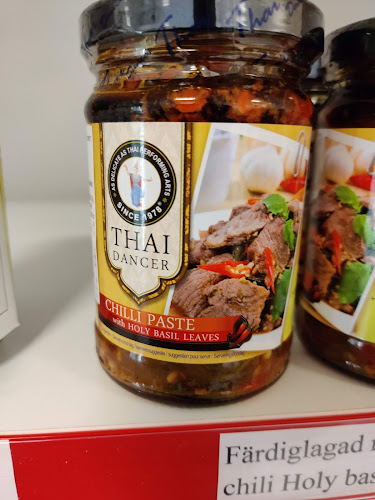 AS DELICATE AS THAI PERFORMING ARTS
SINCE 1978
THAI
DANCER
CHILLI PASTE
with HOLY BASIL LEAVES
Färdiglagad
chili Holy bas